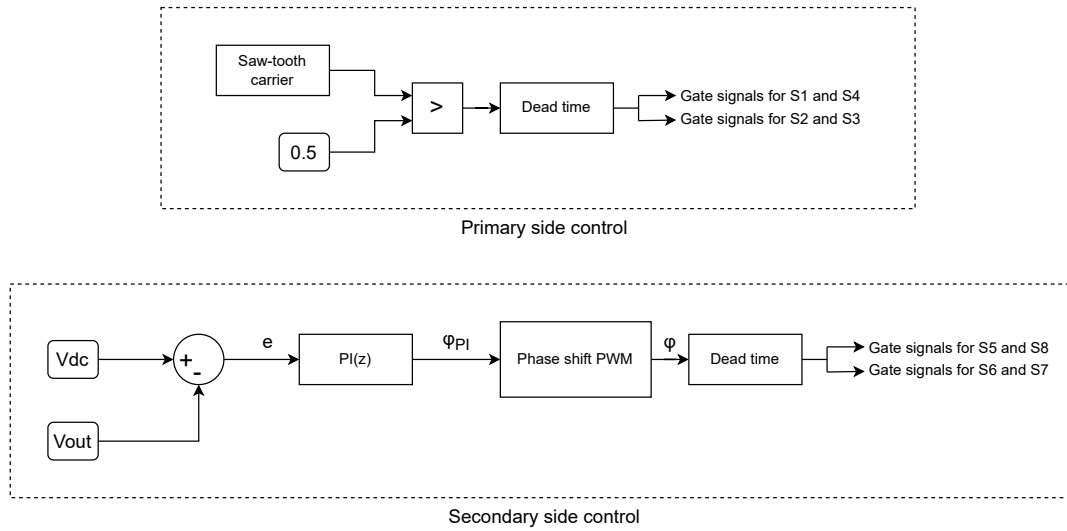 Saw-tooth
carrier
>
0.5
Dead time
Gate signals for S1 and S4
Gate signals for S2 and S3
Primary side control
Vdc
+
-
Vout
e
PI(z)
φPI
Phase shift PWM
φ
Dead time
Gate signals for S5 and S8
Gate signals for S6 and S7
Secondary side control